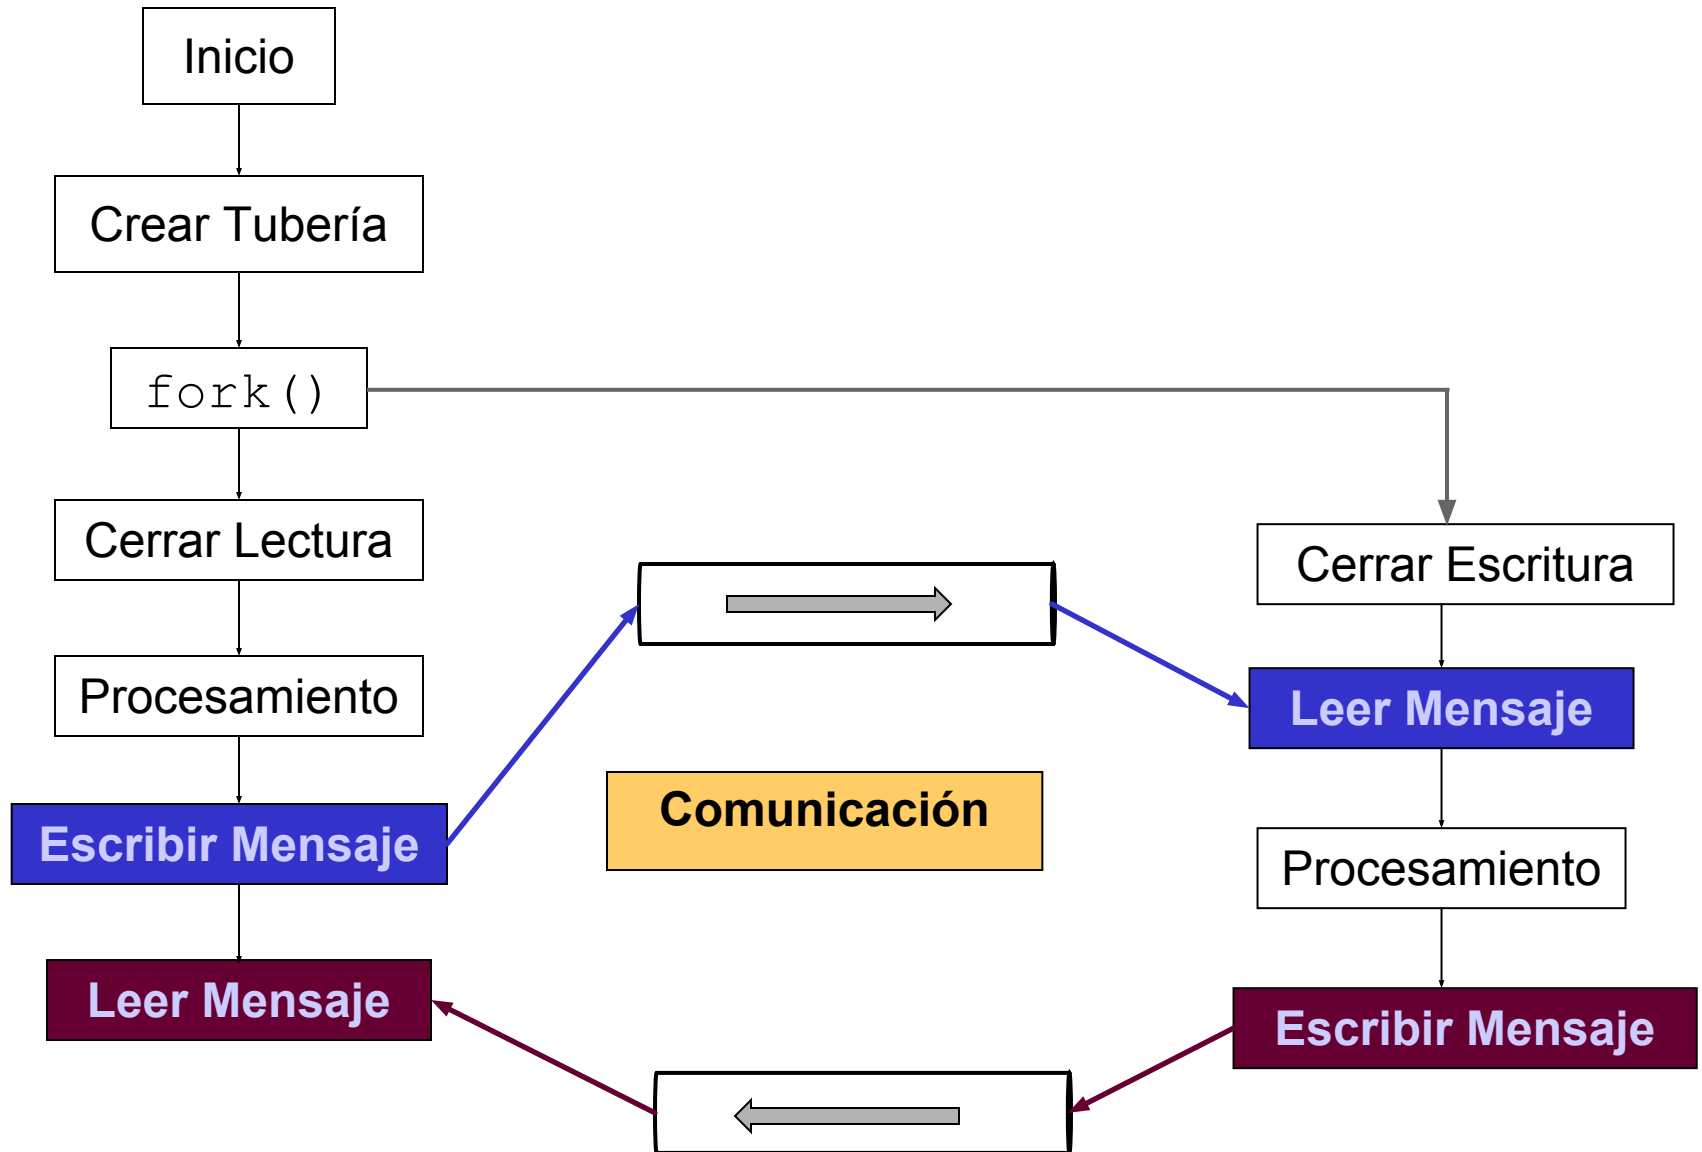 Inicio
Crear Tubería
fork()
Cerrar Lectura
Procesamiento
Escribir Mensaje
Leer Mensaje
Comunicación
Cerrar Escritura
Leer Mensaje
Procesamiento
Escribir Mensaje